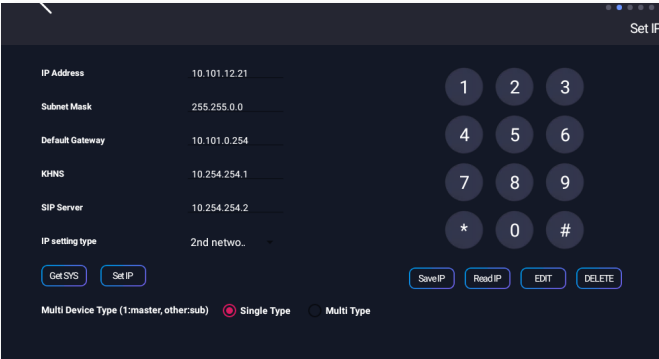 Set IP
IP Address 10.101.12.21
Subnet Mask 255.255.0.0
Default Gateway 10.101.0.254
KHNS 10.254.254.1
SIP Server 10.254.254.2
IP setting type 2nd netwo..
Get SYS Set IP
Multi Device Type (1:master, other:sub) Single Type Multi Type
1 2 3
4 5 6
7 8 9
* 0 #
Save IP Read IP EDIT DELETE